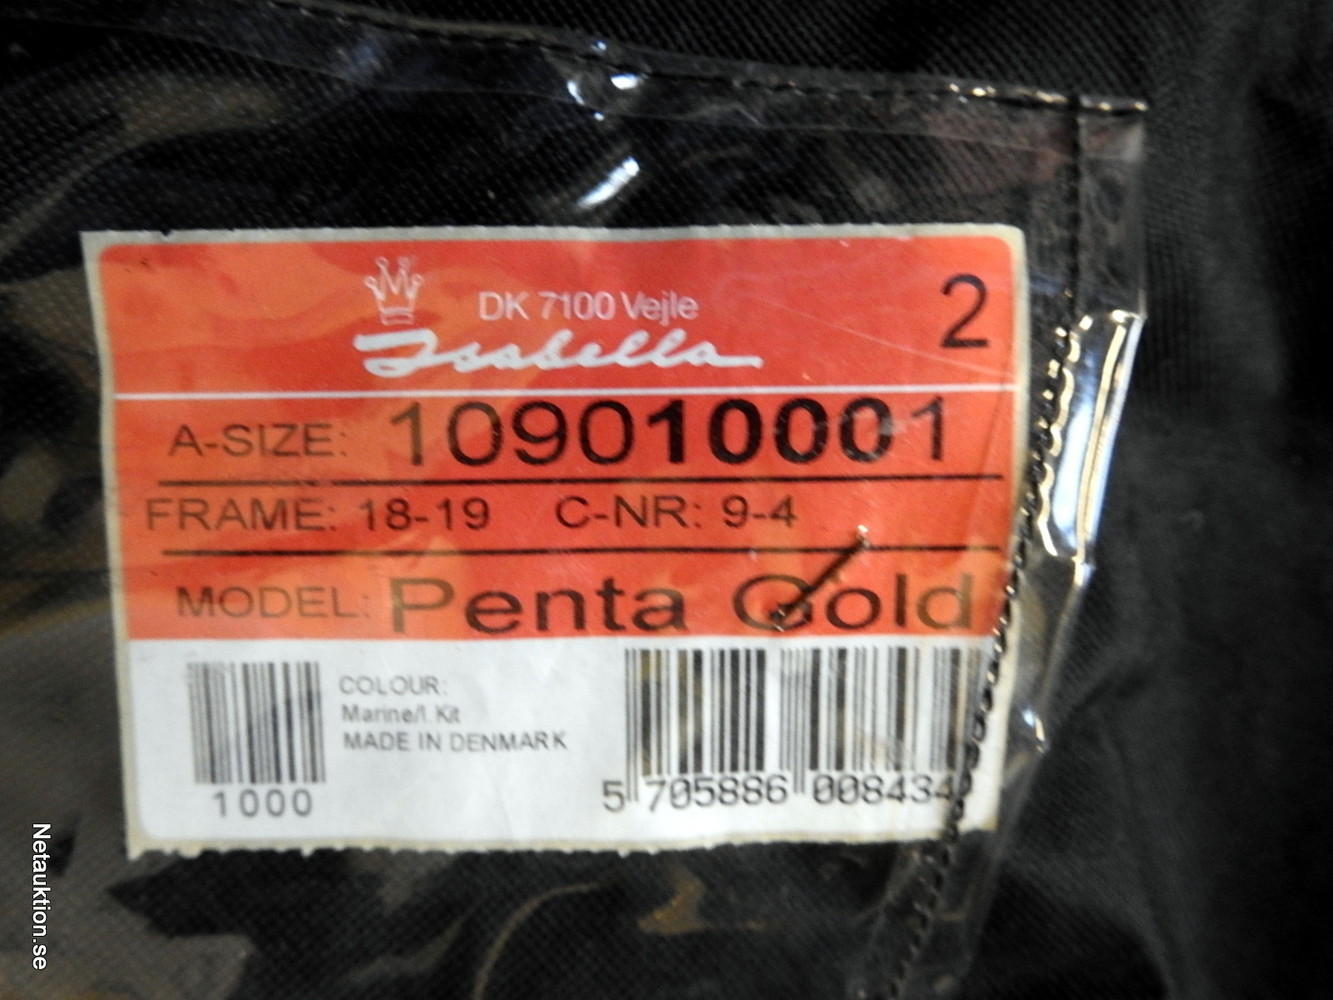 DK 7100 Vejle
2
Isabella
A-SIZE: 109010001
FRAME: 18-19 C-NR: 9-4
MODEL: Penta Gold
COLOUR:
Marine/l. Kit
MADE IN DENMARK
1000
5 705886 008434
Netauktion.se